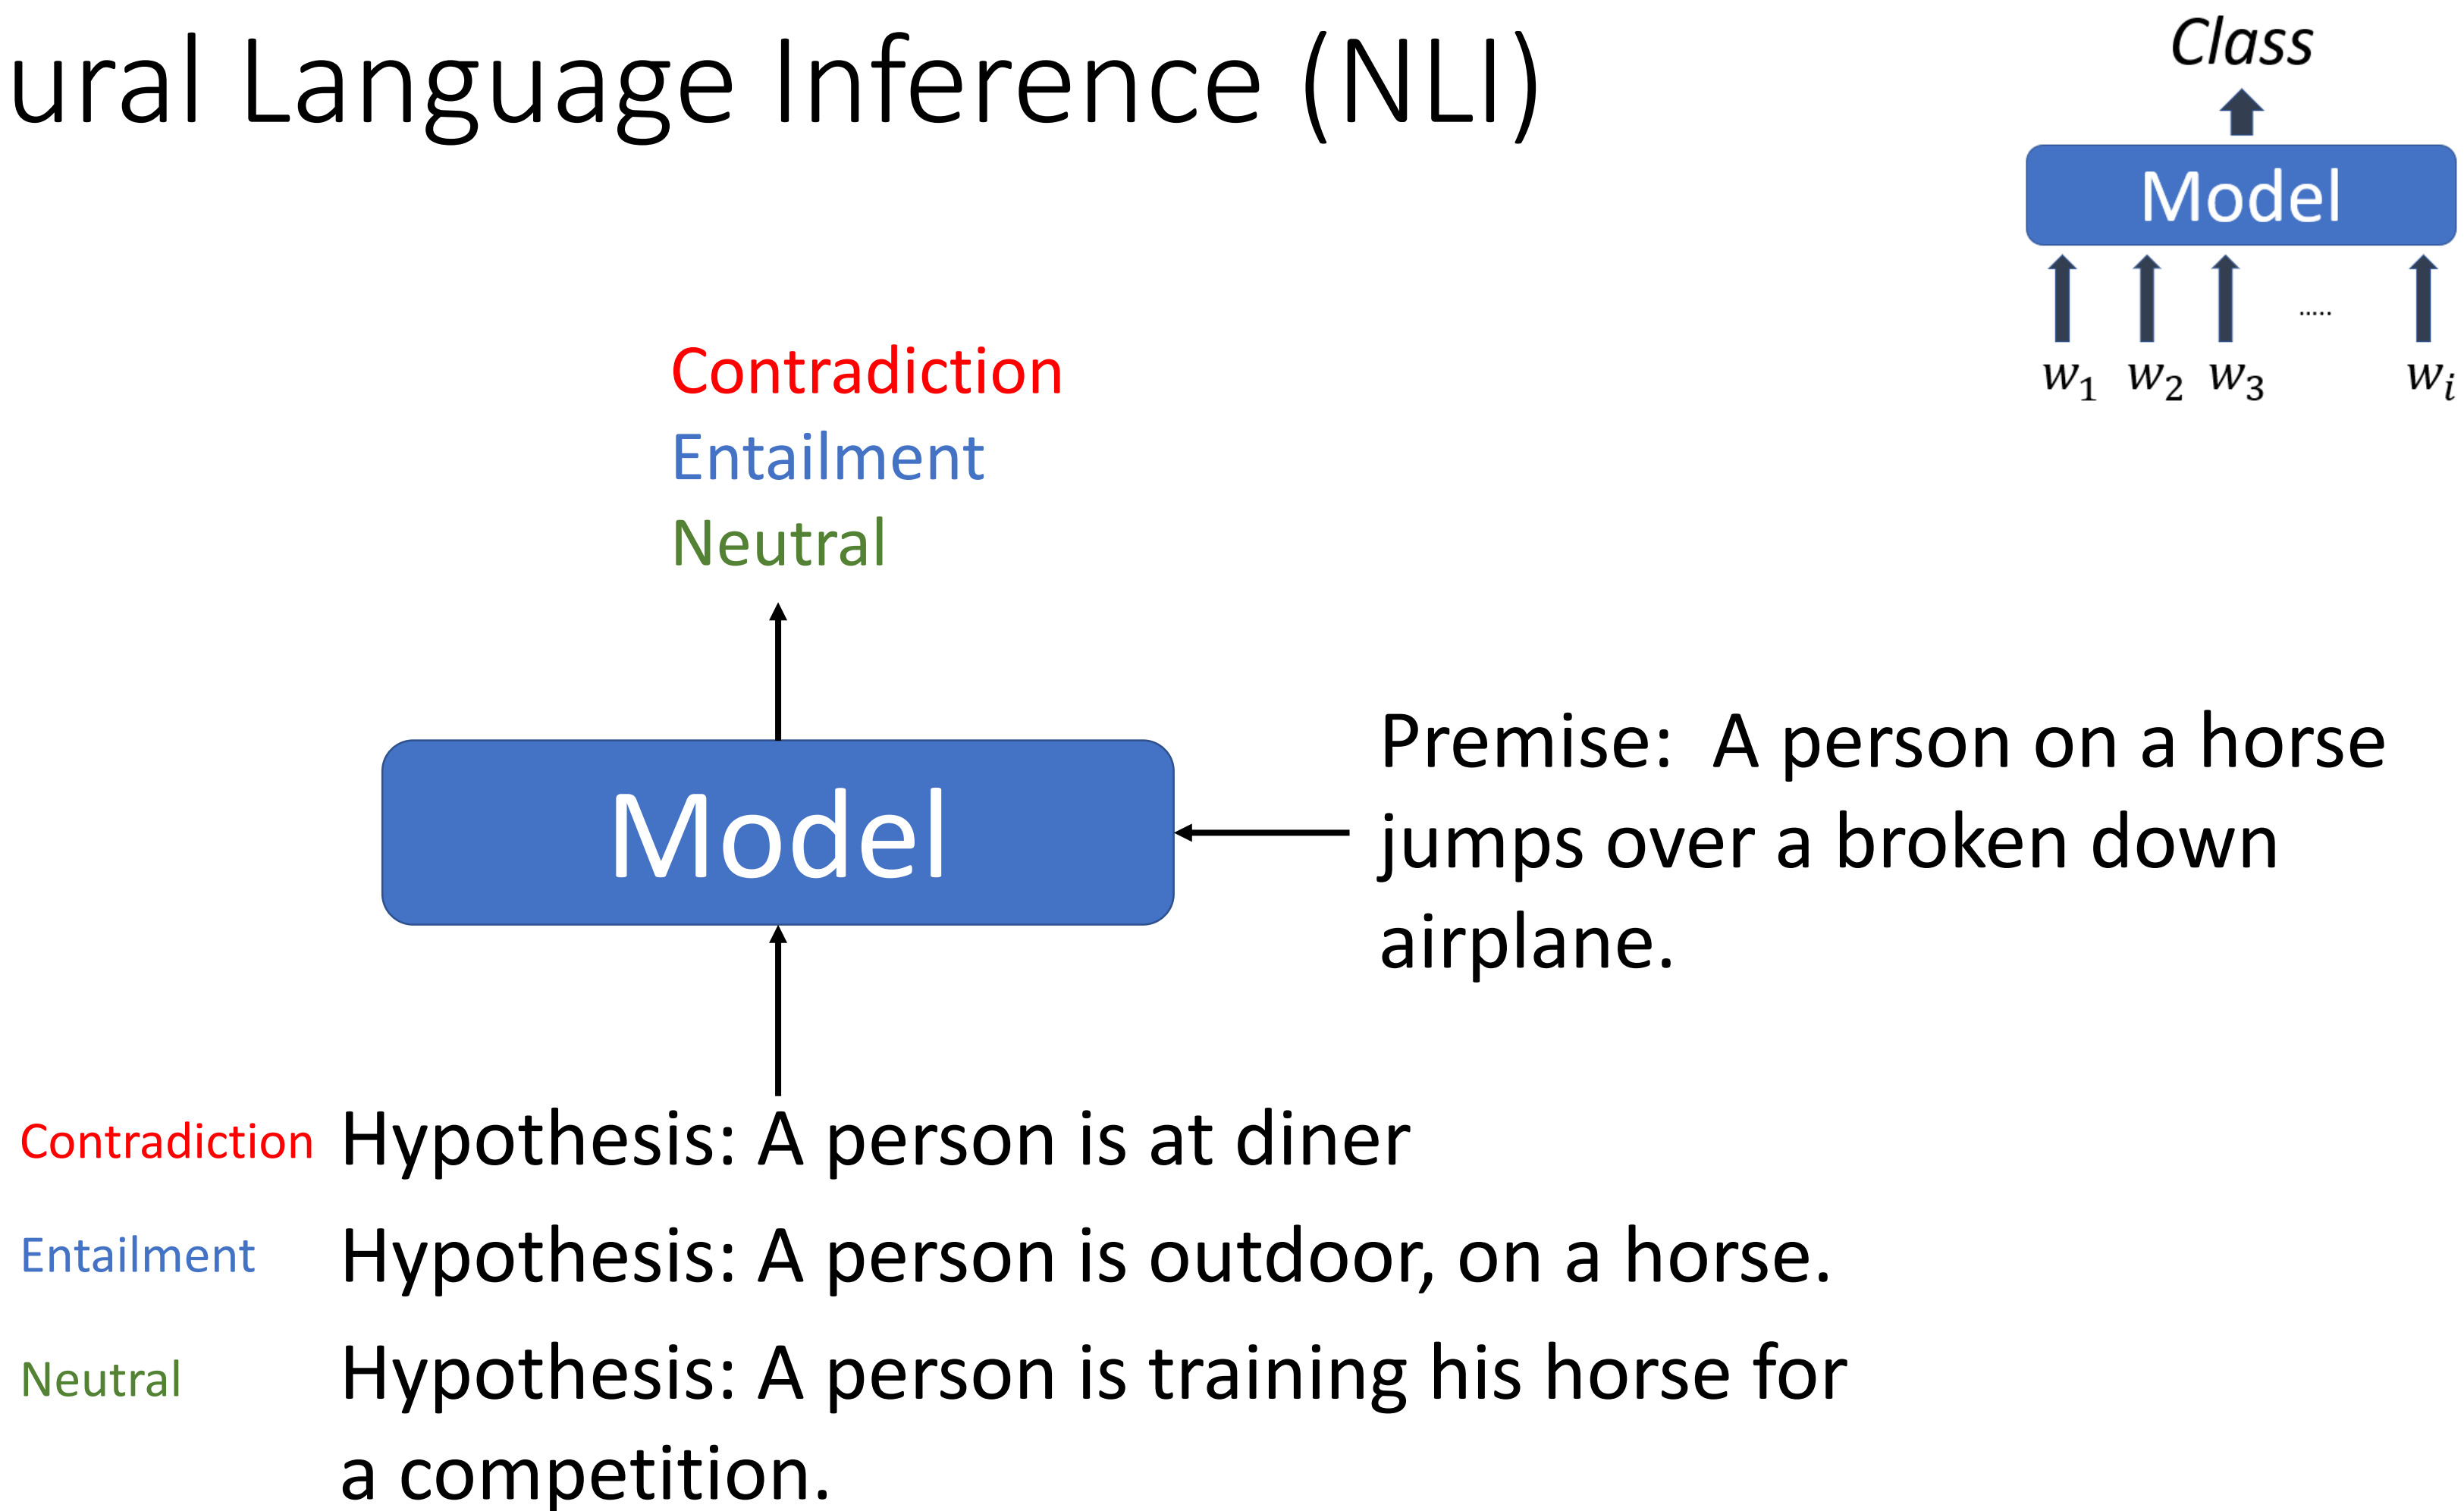 ural Language Inference (NLI)
Class
Model
w₁ w₂ w₃ ..... wᵢ
Contradiction
Entailment
Neutral
Model
Premise: A person on a horse
jumps over a broken down
airplane.
Contradiction Hypothesis: A person is at diner
Entailment Hypothesis: A person is outdoor, on a horse.
Neutral Hypothesis: A person is training his horse for
a competition.